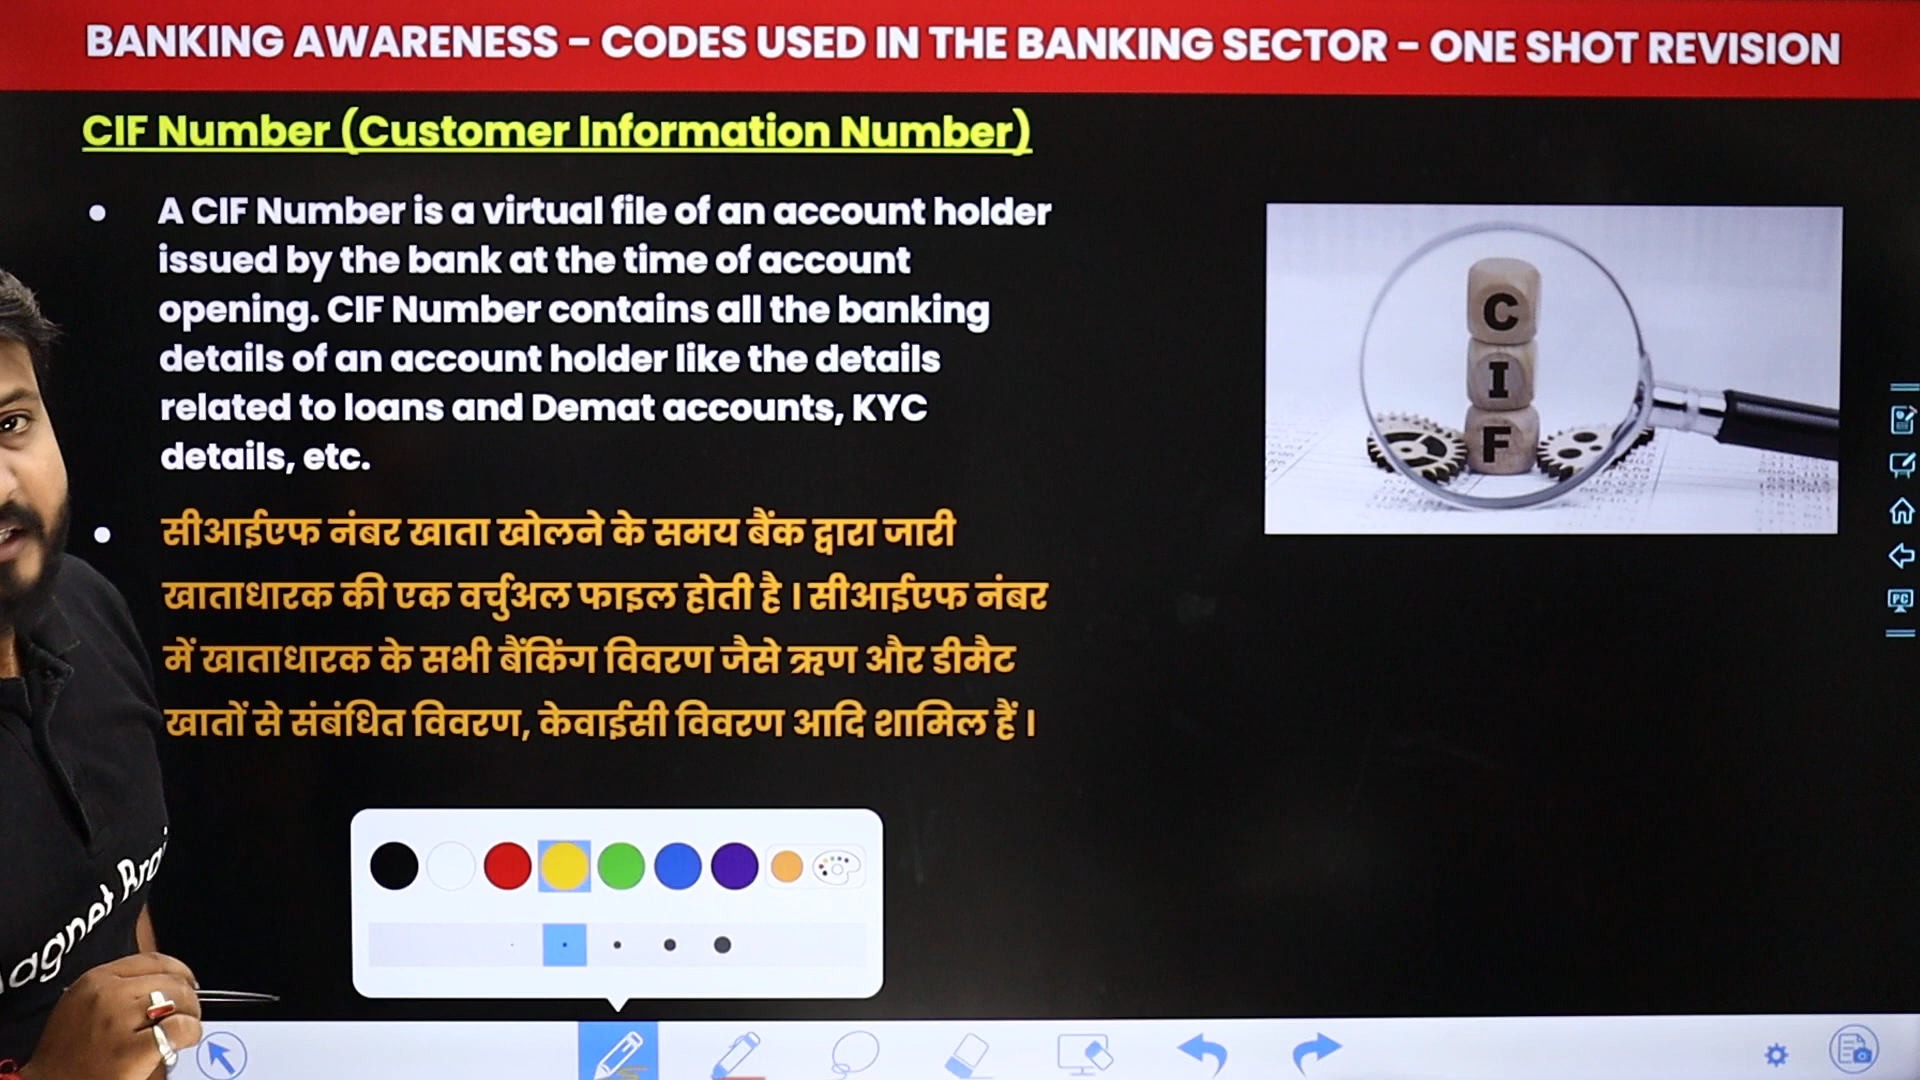 BANKING AWARENESS - CODES USED IN THE BANKING SECTOR - ONE SHOT REVISION
CIF Number (Customer Information Number)
• A CIF Number is a virtual file of an account holder
issued by the bank at the time of account
opening. CIF Number contains all the banking
details of an account holder like the details
related to loans and Demat accounts, KYC
details, etc.
• सीआईएफ नंबर खाता खोलने के समय बैंक द्वारा जारी
खाताधारक की एक वर्चुअल फाइल होती है । सीआईएफ नंबर
में खाताधारक के सभी बैंकिंग विवरण जैसे ऋण और डीमैट
खातों से संबंधित विवरण, केवाईसी विवरण आदि शामिल हैं ।
C
I
F
PC